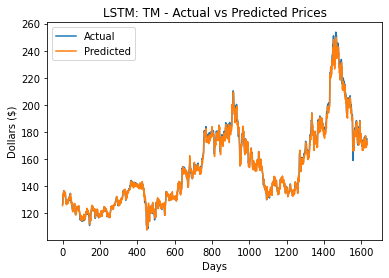 LSTM: TM - Actual vs Predicted Prices
Actual
Predicted
Dollars ($)
260
240
220
200
180
160
140
120
0 200 400 600 800 1000 1200 1400 1600
Days